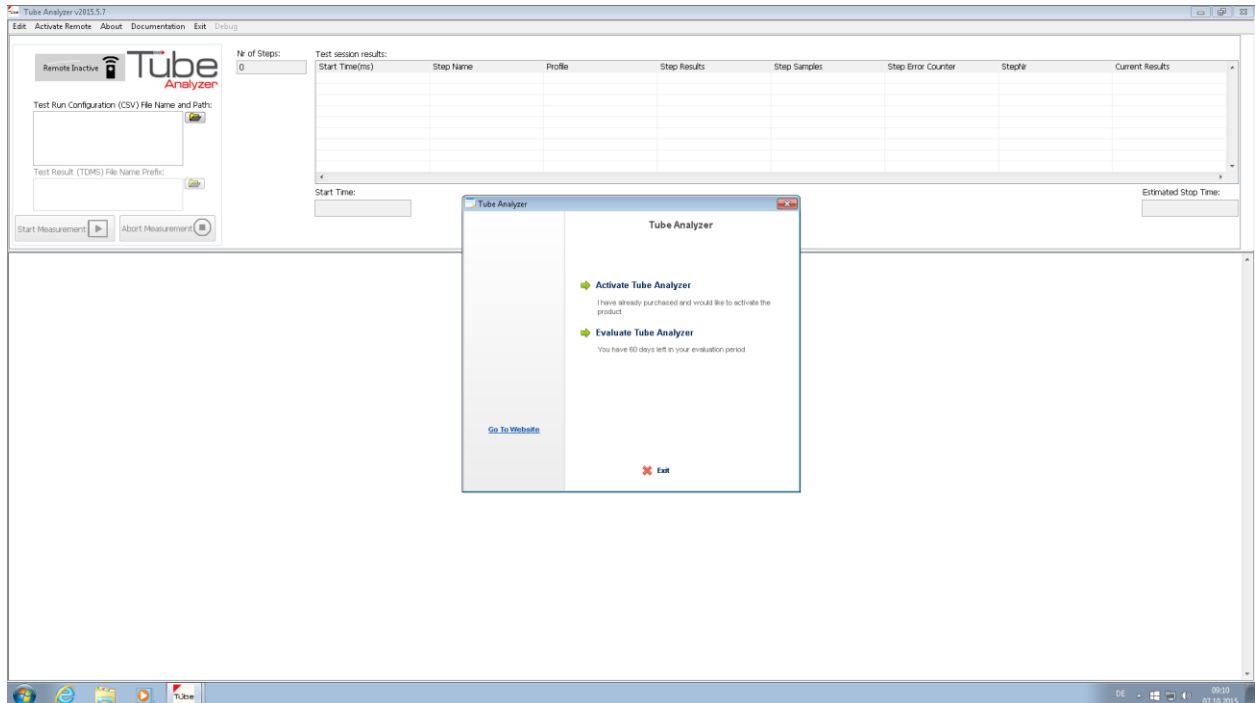 Tube Analyzer v2015.5.7
Edit Activate Remote About Documentation Exit Debug
Remote Inactive
Tube
Analyzer
Test Run Configuration (CSV) File Name and Path:
Test Result (TDMS) File Name Prefix:
Start Measurement
Abort Measurement
Nr of Steps:
0
Test session results:
Start Time(ms) Step Name Profile Step Results Step Samples Step Error Counter StepNr Current Results
Start Time:
Estimated Stop Time:
Tube Analyzer
Tube Analyzer
Activate Tube Analyzer
I have already purchased and would like to activate the
product
Evaluate Tube Analyzer
You have 60 days left in your evaluation period
Go To Website
Exit
Tube
DE
09:10
07.10.2015